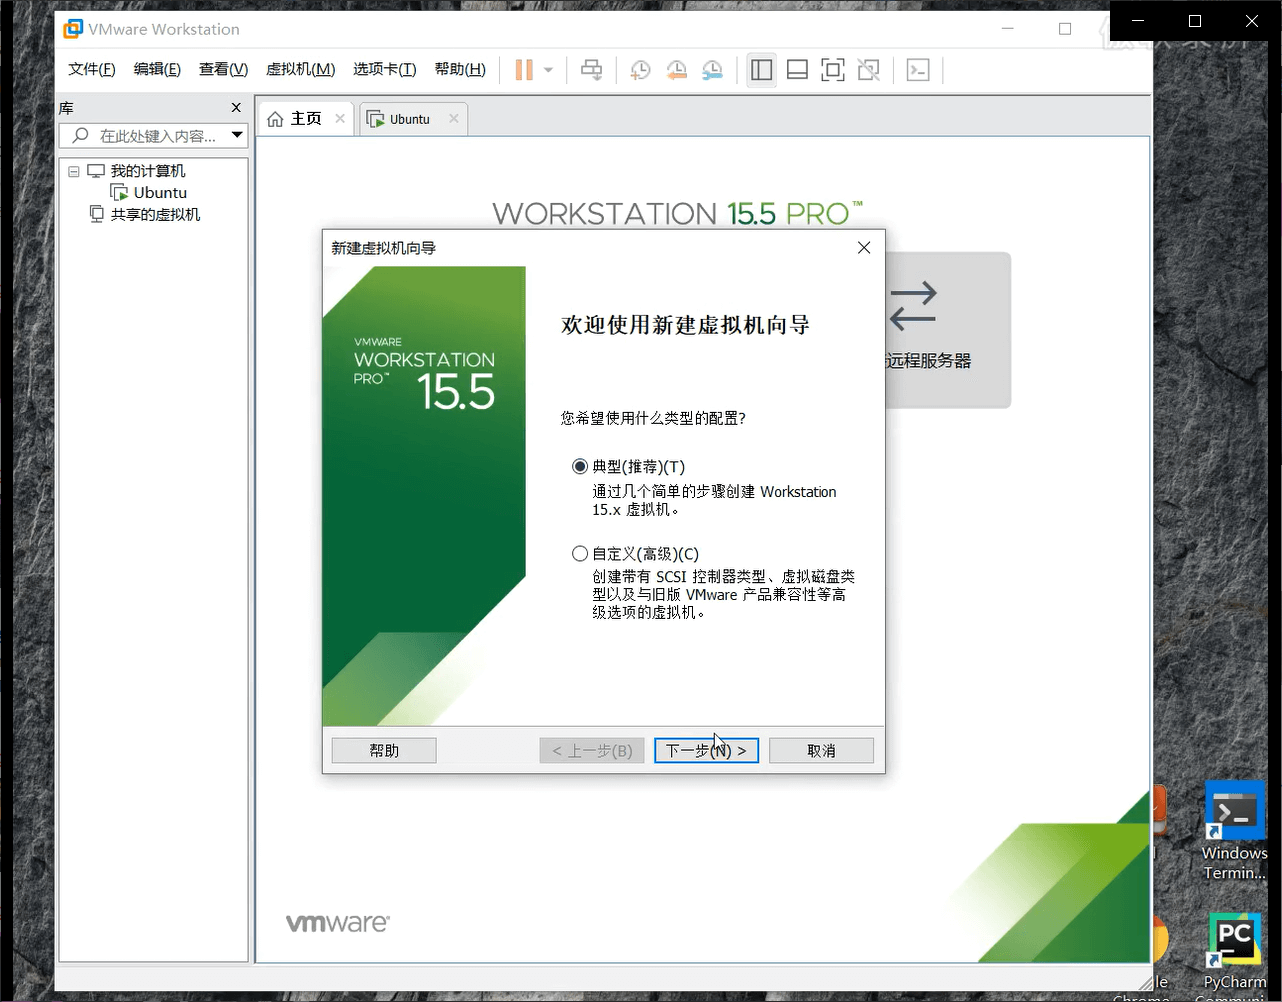 VMware Workstation
文件(F) 编辑(E) 查看(V) 虚拟机(M) 选项卡(T) 帮助(H)
库
在此处键入内容...
我的计算机
Ubuntu
共享的虚拟机
主页
Ubuntu
WORKSTATION 15.5 PRO™
新建虚拟机向导
VMWARE
WORKSTATION
PRO™ 15.5
欢迎使用新建虚拟机向导
您希望使用什么类型的配置?
典型(推荐)(T)
通过几个简单的步骤创建 Workstation
15.x 虚拟机。
自定义(高级)(C)
创建带有 SCSI 控制器类型、虚拟磁盘类
型以及与旧版 VMware 产品兼容性等高
级选项的虚拟机。
帮助
< 上一步(B)
下一步(N) >
取消
远程服务器
vmware®
Windows
Termin...
PC
PyCharm